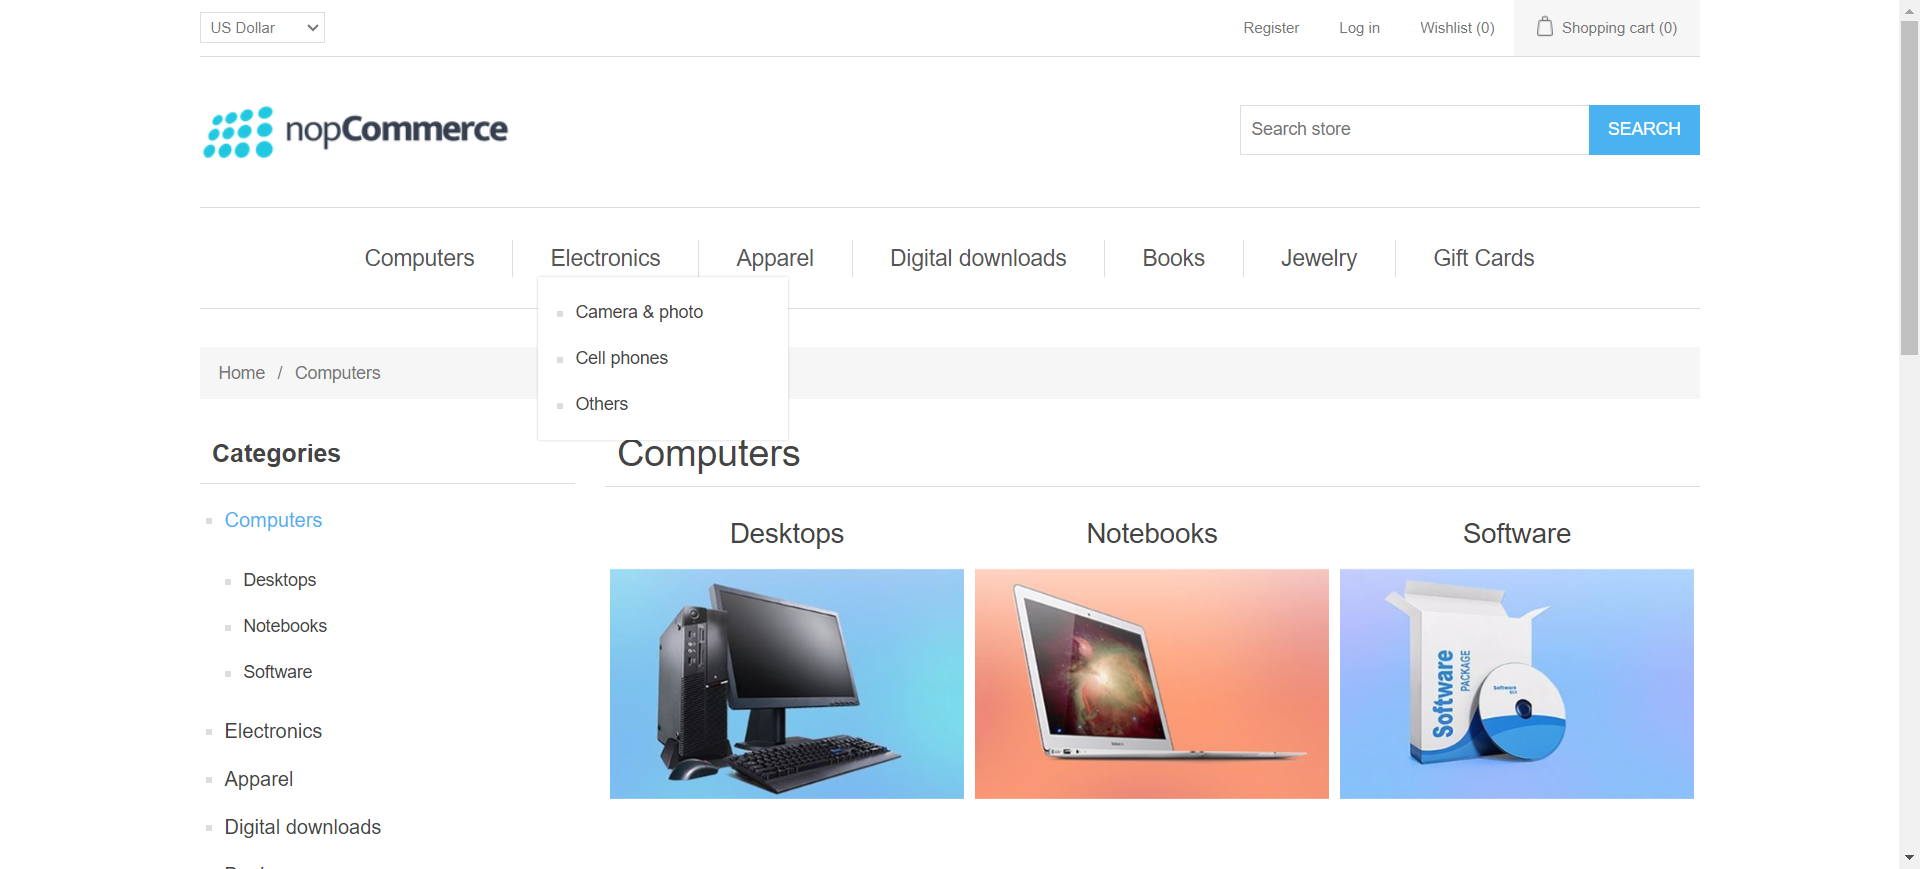 US Dollar
Register
Log in
Wishlist (0)
Shopping cart (0)
nopCommerce
Search store
SEARCH
Computers
Electronics
Apparel
Digital downloads
Books
Jewelry
Gift Cards
Camera & photo
Cell phones
Others
Home / Computers
Categories
Computers
Desktops
Notebooks
Software
Electronics
Apparel
Digital downloads
Computers
Desktops
Notebooks
Software
Software
PACKAGE
Software